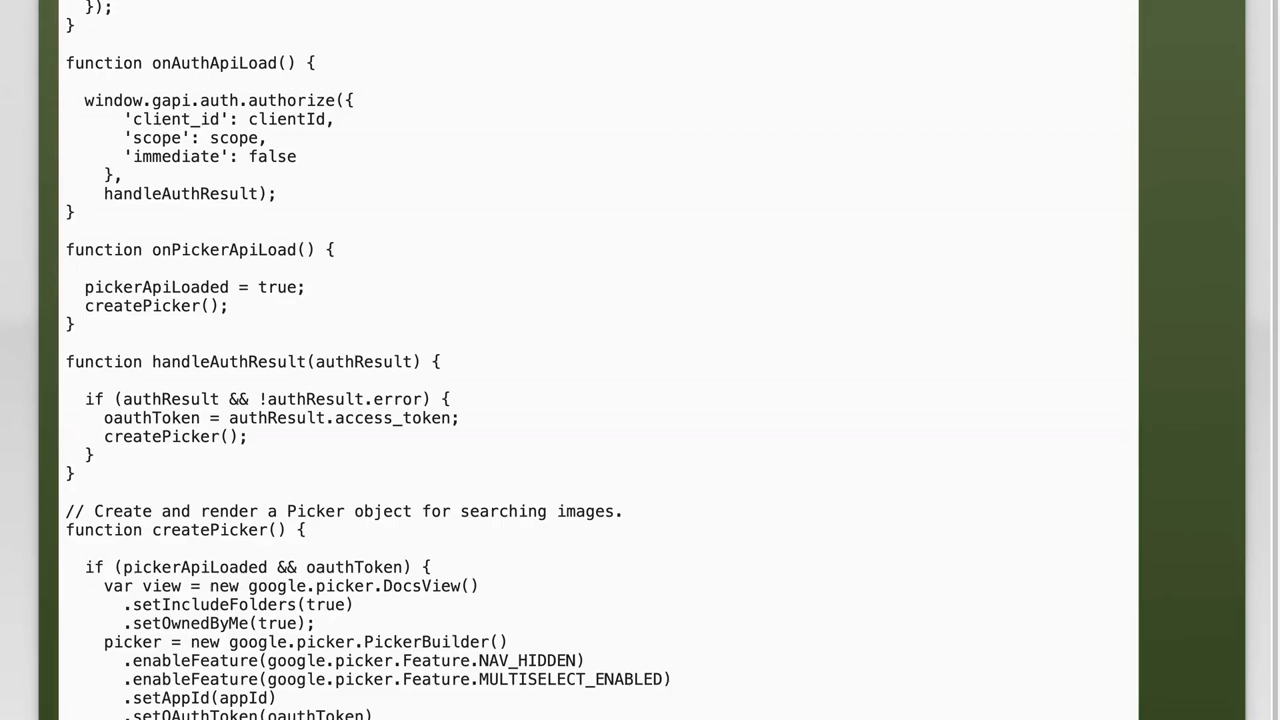 });
}
function onAuthApiLoad() {
window.gapi.auth.authorize({
'client_id': clientId,
'scope': scope,
'immediate': false
},
handleAuthResult);
}
function onPickerApiLoad() {
pickerApiLoaded = true;
createPicker();
}
function handleAuthResult(authResult) {
if (authResult && !authResult.error) {
oauthToken = authResult.access_token;
createPicker();
}
}
// Create and render a Picker object for searching images.
function createPicker() {
if (pickerApiLoaded && oauthToken) {
var view = new google.picker.DocsView()
.setIncludeFolders(true)
.setOwnedByMe(true);
picker = new google.picker.PickerBuilder()
.enableFeature(google.picker.Feature.NAV_HIDDEN)
.enableFeature(google.picker.Feature.MULTISELECT_ENABLED)
.setAppId(appId)
.setOAuthToken(oauthToken)